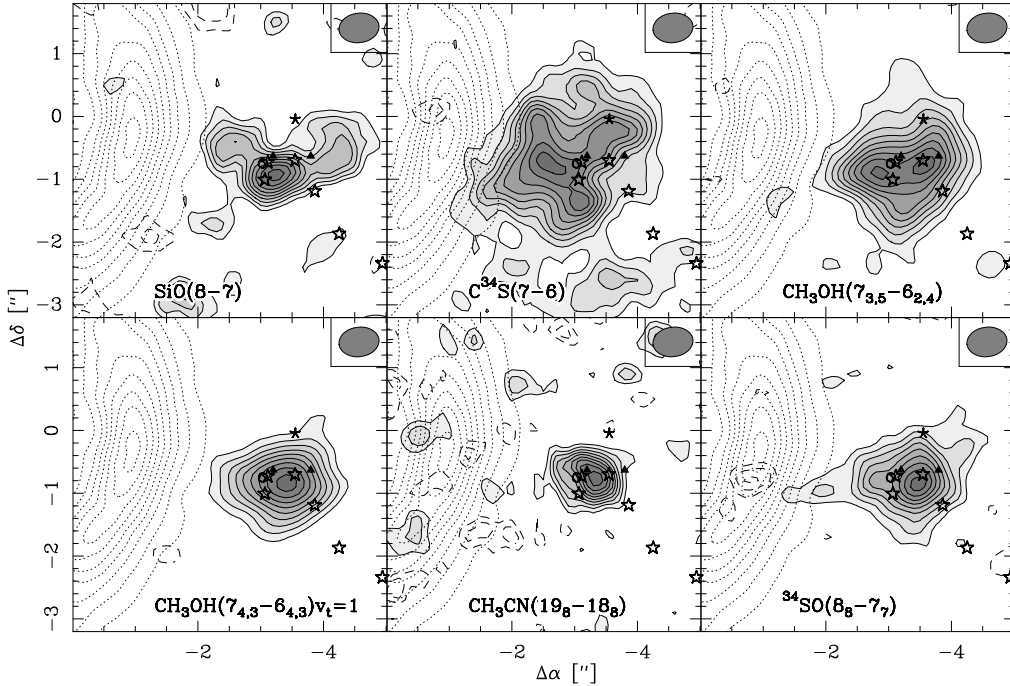 1
0
−1
−2
−3
SiO(8−7)
C³⁴S(7−6)
CH₃OH(7₃,₅−6₂,₄)
Δδ ["]
1
0
−1
−2
−3
CH₃OH(7₄,₃−6₄,₃)vₜ=1
CH₃CN(19₈−18₈)
³⁴SO(8₈−7₇)
−2 −4 −2 −4 −2 −4
Δα ["]